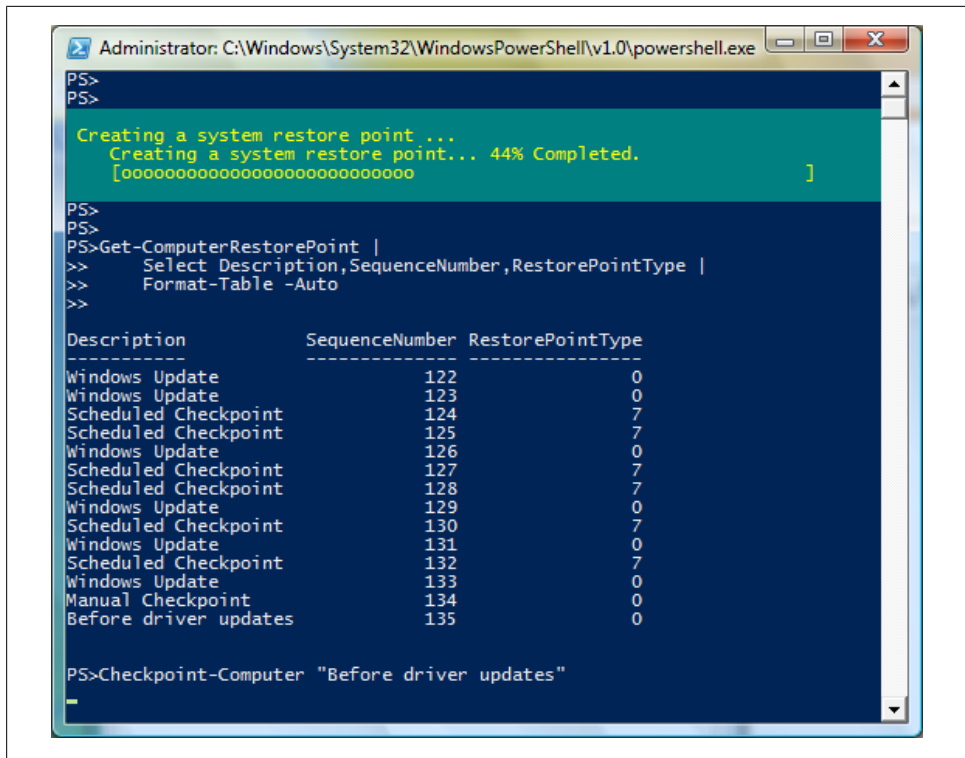 Administrator: C:\Windows\System32\WindowsPowerShell\v1.0\powershell.exe
PS>
PS>
Creating a system restore point ...
Creating a system restore point... 44% Completed.
[ooooooooooooooooooooooooooo ]
PS>
PS>
PS>Get-ComputerRestorePoint |
>> Select Description,SequenceNumber,RestorePointType |
>> Format-Table -Auto
>>
Description SequenceNumber RestorePointType
----------- -------------- ----------------
Windows Update 122 0
Windows Update 123 0
Scheduled Checkpoint 124 7
Scheduled Checkpoint 125 7
Windows Update 126 0
Scheduled Checkpoint 127 7
Scheduled Checkpoint 128 7
Windows Update 129 0
Scheduled Checkpoint 130 7
Windows Update 131 0
Scheduled Checkpoint 132 7
Windows Update 133 0
Manual Checkpoint 134 0
Before driver updates 135 0
PS>Checkpoint-Computer "Before driver updates"